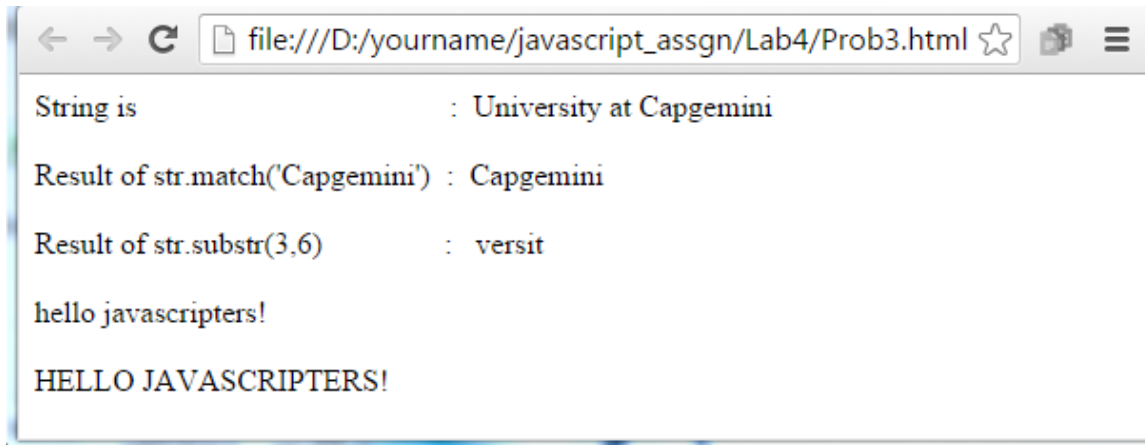 file:///D:/yourname/javascript_assgn/Lab4/Prob3.html
String is : University at Capgemini
Result of str.match('Capgemini') : Capgemini
Result of str.substr(3,6) : versit
hello javascripters!
HELLO JAVASCRIPTERS!